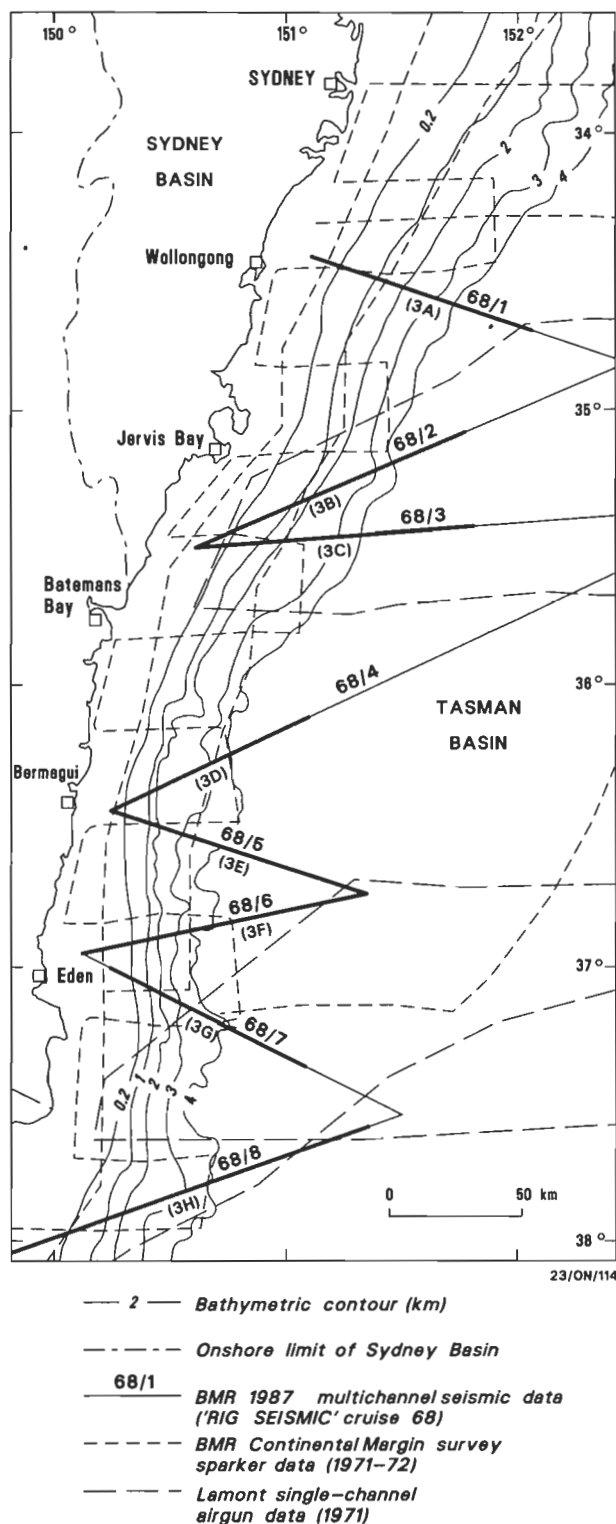 150° 151° 152°
SYDNEY
0.2
2
34°
SYDNEY
BASIN
3
4
Wollongong
68/1
(3A)
35°
Jervis Bay
68/2
(3B)
68/3
(3C)
Batemans
Bay
38°
68/4
TASMAN
BASIN
(3D)
Bermagui
68/5
(3E)
68/6
(3F)
37°
Eden
(3G)
68/7
0.2
1
2
3
4
68/8
(3H)
0 50 km
38°
23/ON/114
2 Bathymetric contour (km)
Onshore limit of Sydney Basin
68/1
BMR 1987 multichannel seismic data
('RIG SEISMIC' cruise 68)
BMR Continental Margin survey
sparker data (1971–72)
Lamont single-channel
airgun data (1971)